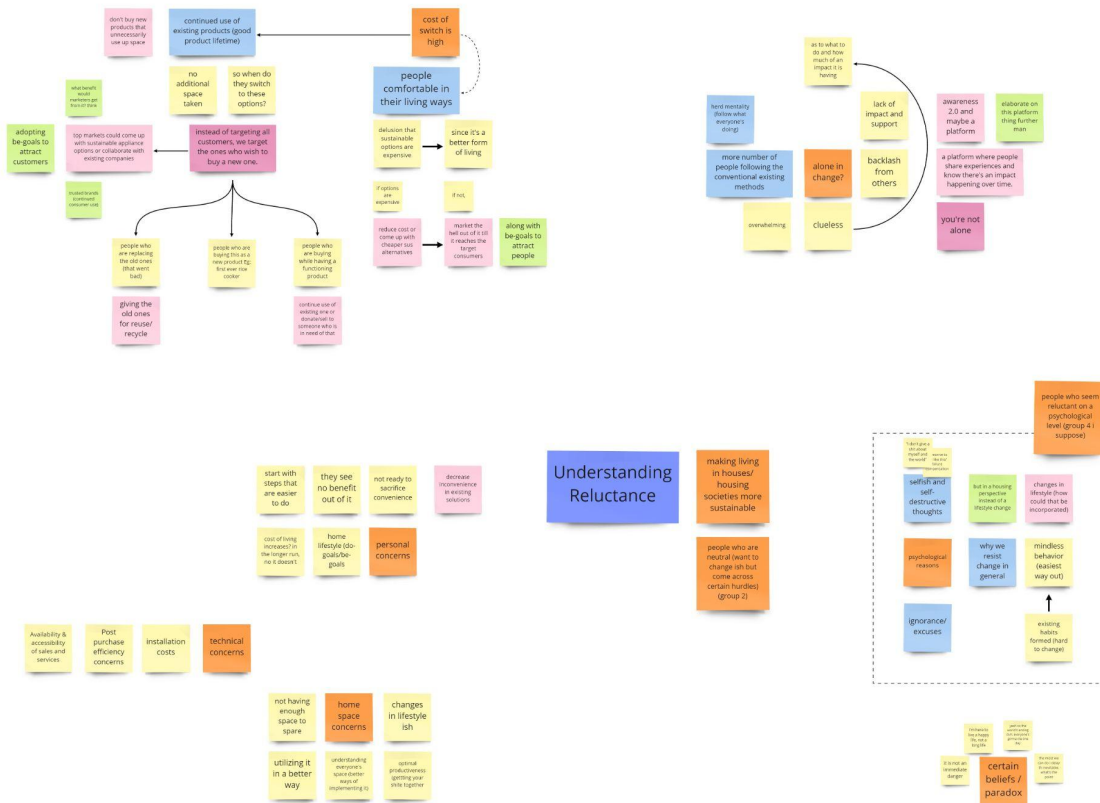 don't buy new
products that
unnecessarily
use up space
continued use of
existing products (good
product lifetime)
cost of
switch is
high
no
additional
space
taken
so when do
they switch
to these
options?
people
comfortable in
their living ways
what benefit
would
marketers get
adopting
be-goals to
attract
customers
top markets could come up
with sustainable appliance
options or collaborate with
existing companies
instead of targeting all
customers, we target
the ones who wish to
buy a new one.
trusted brands
(continued
consumer use)
delusion that
sustainable
options are
expensive
since it's a
better form of
living
if options
are
expensive
if not,
reduce cost or
come up with
cheaper sus
alternatives
market the
hell out of it till
it reaches the
target
consumers
along with
be-goals to
attract
people
people who
are replacing
the old ones
(that went
bad)
people who are
buying this as a
new product Eg:
first ever rice
cooker
people who
are buying
while having a
functioning
product
giving the
old ones
for reuse/
recycle
continue use of
existing one or
donate/sell to
someone who is
in need of that
as to what to
do and how
much of an
impact it is
having
herd mentality
(follow what
everyone's
doing)
lack of
impact and
support
awareness
2.0 and
maybe a
platform
elaborate on
this platform
thing further
man
more number of
people following the
conventional existing
methods
alone in
change?
backlash
from
others
a platform where people
share experiences and
know there's an impact
happening over time.
overwhelming
clueless
you're not
alone
people who seem
reluctant on a
psychological
level (group 4 i
suppose)
start with
steps that
are easier
to do
they see
no benefit
out of it
not ready to
sacrifice
convenience
decrease
inconvenience
in existing
solutions
cost of living
increases? in
the longer run,
no it doesn't.
home
lifestyle (do-
goals/be-
goals)
personal
concerns
Understanding
Reluctance
making living
in houses/
housing
societies more
sustainable
people who are
neutral (want to
change ish but
come across
certain hurdles)
(group 2)
selfish and
self-
destructive
thoughts
but in a housing
perspective
instead of a
lifestyle change
changes in
lifestyle (how
could that be
incorporated)
psychological
reasons
why we
resist
change in
general
mindless
behavior
(easiest
way out)
ignorance/
excuses
existing
habits
formed (hard
to change)
Availability &
accessibility
of sales and
services
Post
purchase
efficiency
concerns
installation
costs
technical
concerns
not having
enough
space to
spare
home
space
concerns
changes in
lifestyle
ish
utilizing it
in a better
way
understanding
everyone's
space (better
ways of
implementing it)
optimal
productiveness
(getting your
shite together
i'm here to
live a happy
life, not a
long life
it is not an
immediate
danger
certain
beliefs /
paradox